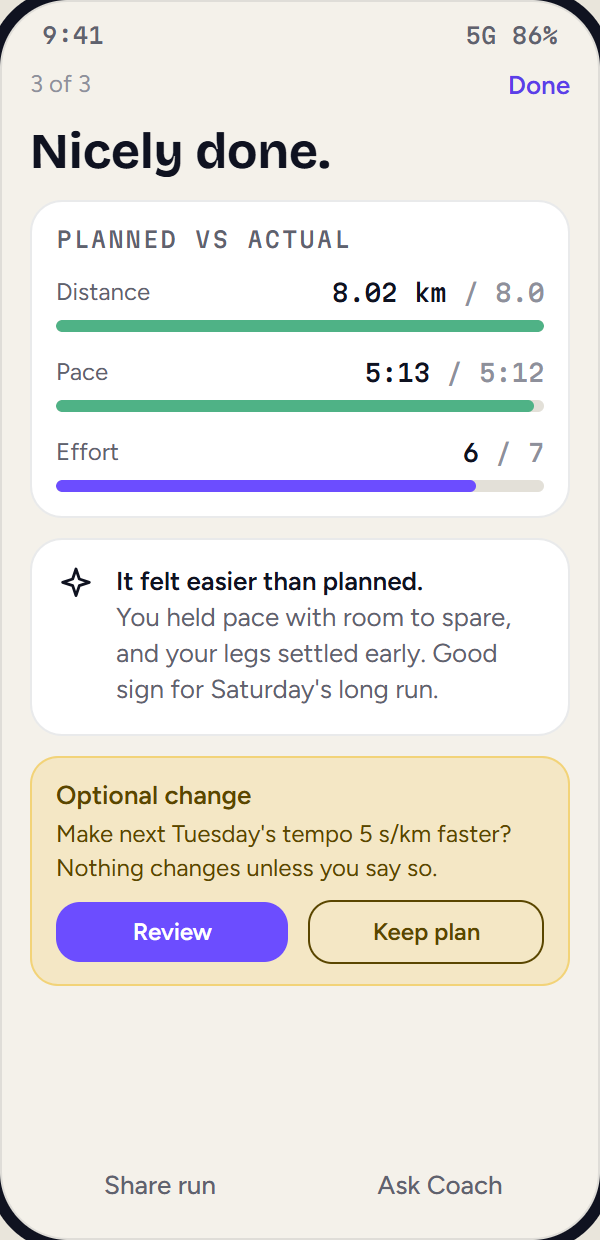 9:41 5G 86%
3 of 3 Done
Nicely done.
PLANNED VS ACTUAL
Distance 8.02 km / 8.0
Pace 5:13 / 5:12
Effort 6 / 7
It felt easier than planned.
You held pace with room to spare,
and your legs settled early. Good
sign for Saturday's long run.
Optional change
Make next Tuesday's tempo 5 s/km faster?
Nothing changes unless you say so.
Review Keep plan
Share run Ask Coach